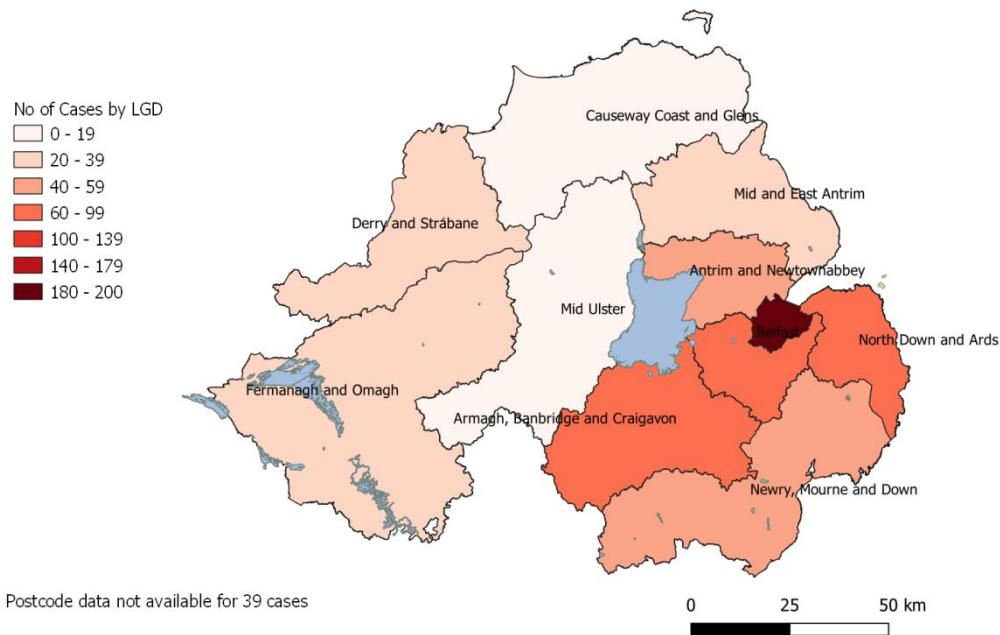 No of Cases by LGD
0 - 19
20 - 39
40 - 59
60 - 99
100 - 139
140 - 179
180 - 200
Causeway Coast and Glens
Mid and East Antrim
Derry and Strabane
Antrim and Newtownabbey
Mid Ulster
Belfast
North Down and Ards
Fermanagh and Omagh
Armagh, Banbridge and Craigavon
Newry, Mourne and Down
Postcode data not available for 39 cases
0 25 50 km